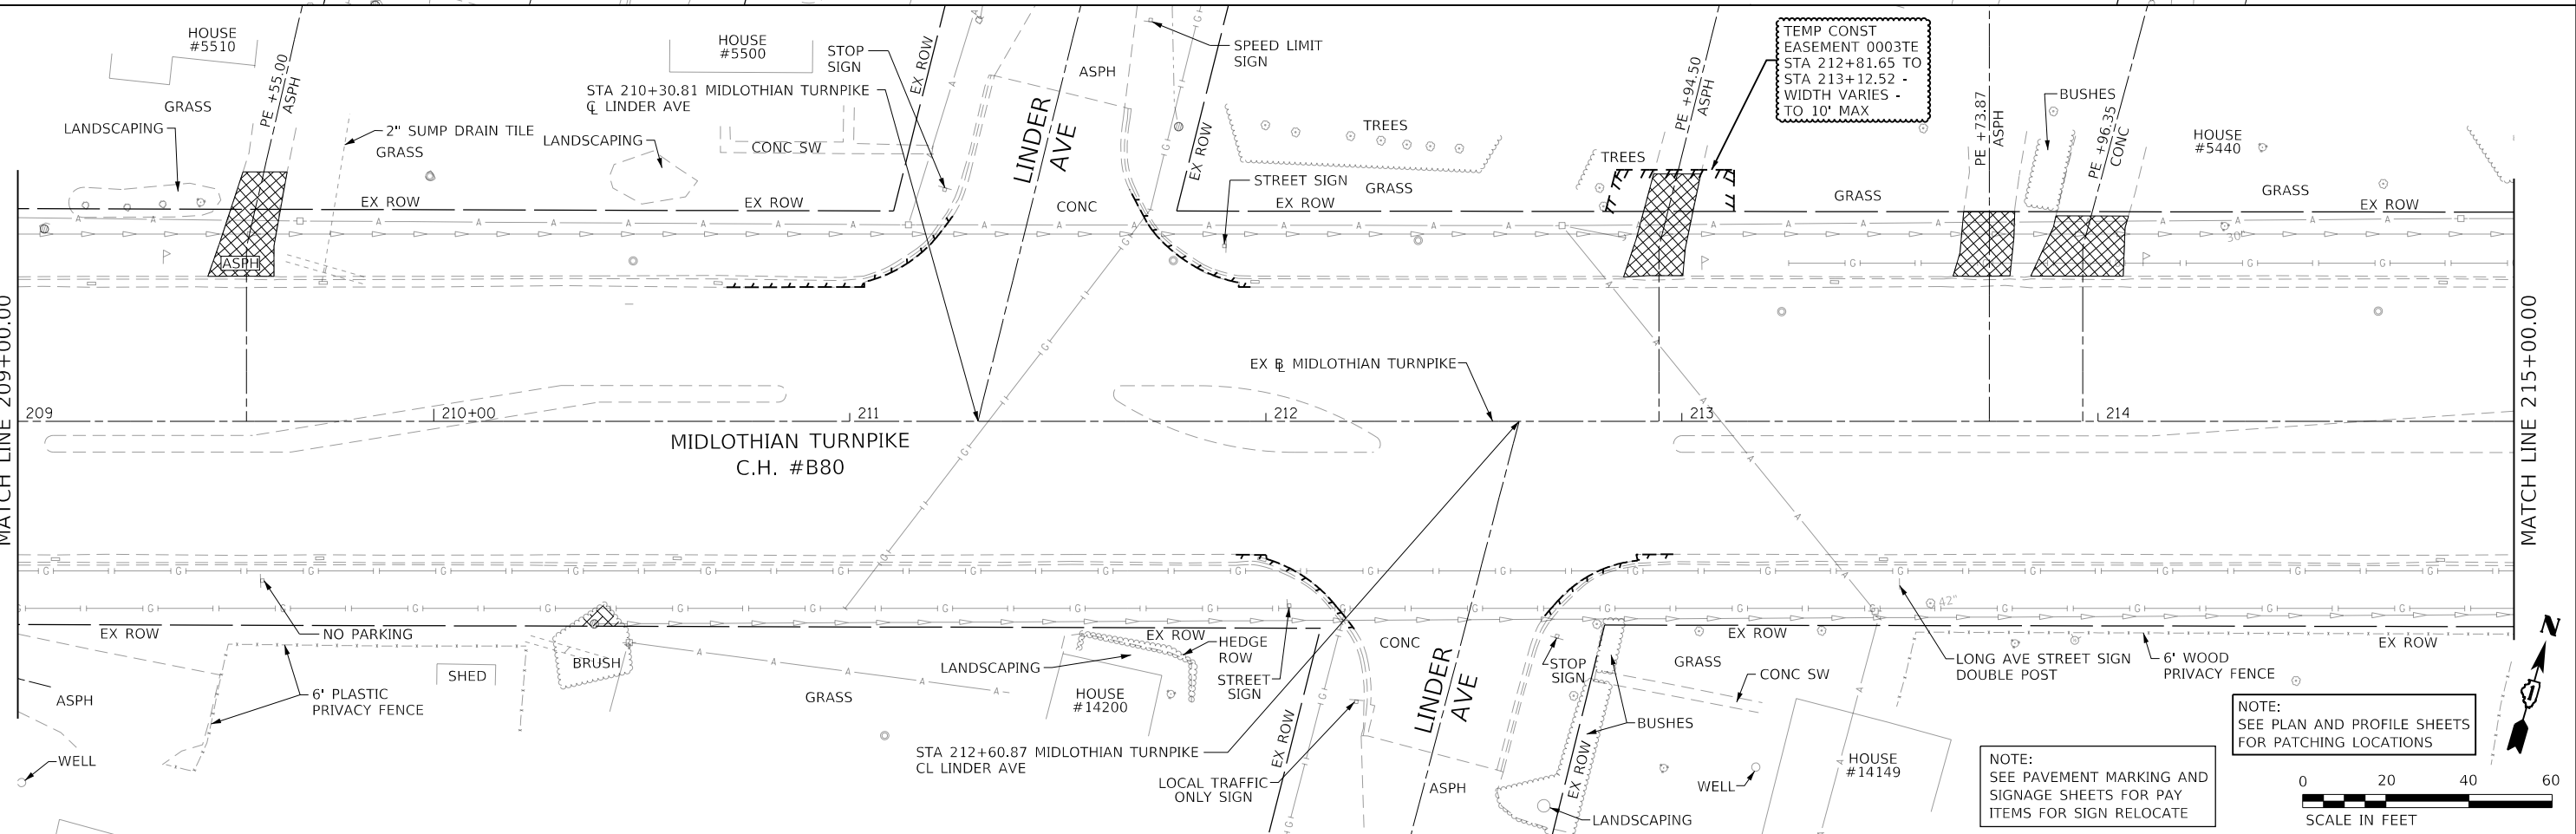 HOUSE
#5510
PE +55.00
ASPH
GRASS
LANDSCAPING
2" SUMP DRAIN TILE
GRASS
HOUSE
#5500
STOP
SIGN
STA 210+30.81 MIDLOTHIAN TURNPIKE
℄ LINDER AVE
LANDSCAPING
CONC SW
EX ROW
EX ROW
EX ROW
LINDER
AVE
ASPH
SPEED LIMIT
SIGN
EX ROW
TREES
STREET SIGN
GRASS
CONC
EX ROW
TREES
PE +94.50
ASPH
TEMP CONST
EASEMENT 0003TE
STA 212+81.65 TO
STA 213+12.52 -
WIDTH VARIES -
TO 10' MAX
GRASS
PE +73.87
ASPH
BUSHES
PE +96.35
CONC
HOUSE
#5440
GRASS
EX ROW
30"
ASPH
MATCH LINE 209+00.00
MATCH LINE 215+00.00
EX B̲L MIDLOTHIAN TURNPIKE
209
210+00
211
212
213
214
MIDLOTHIAN TURNPIKE
C.H. #B80
EX ROW
NO PARKING
ASPH
6' PLASTIC
PRIVACY FENCE
SHED
BRUSH
WELL
GRASS
LANDSCAPING
HOUSE
#14200
EX ROW
HEDGE
ROW
STREET
SIGN
STA 212+60.87 MIDLOTHIAN TURNPIKE
CL LINDER AVE
LOCAL TRAFFIC
ONLY SIGN
EX ROW
CONC
LINDER
AVE
ASPH
STOP
SIGN
EX ROW
LANDSCAPING
BUSHES
GRASS
EX ROW
CONC SW
WELL
HOUSE
#14149
42"
LONG AVE STREET SIGN
DOUBLE POST
6' WOOD
PRIVACY FENCE
EX ROW
NOTE:
SEE PLAN AND PROFILE SHEETS
FOR PATCHING LOCATIONS
NOTE:
SEE PAVEMENT MARKING AND
SIGNAGE SHEETS FOR PAY
ITEMS FOR SIGN RELOCATE
N
0 20 40 60
SCALE IN FEET